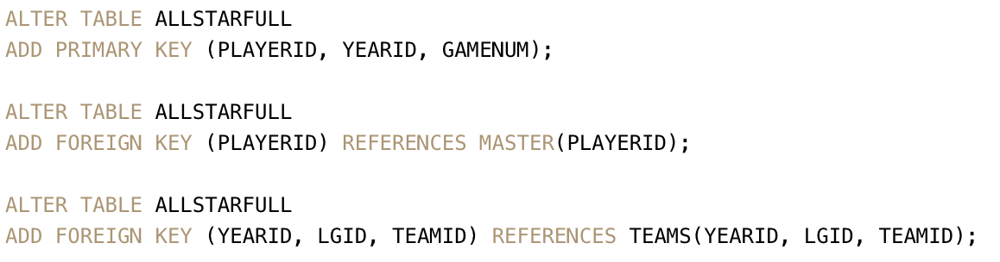 ALTER TABLE ALLSTARFULL
ADD PRIMARY KEY (PLAYERID, YEARID, GAMENUM);
ALTER TABLE ALLSTARFULL
ADD FOREIGN KEY (PLAYERID) REFERENCES MASTER(PLAYERID);
ALTER TABLE ALLSTARFULL
ADD FOREIGN KEY (YEARID, LGID, TEAMID) REFERENCES TEAMS(YEARID, LGID, TEAMID);